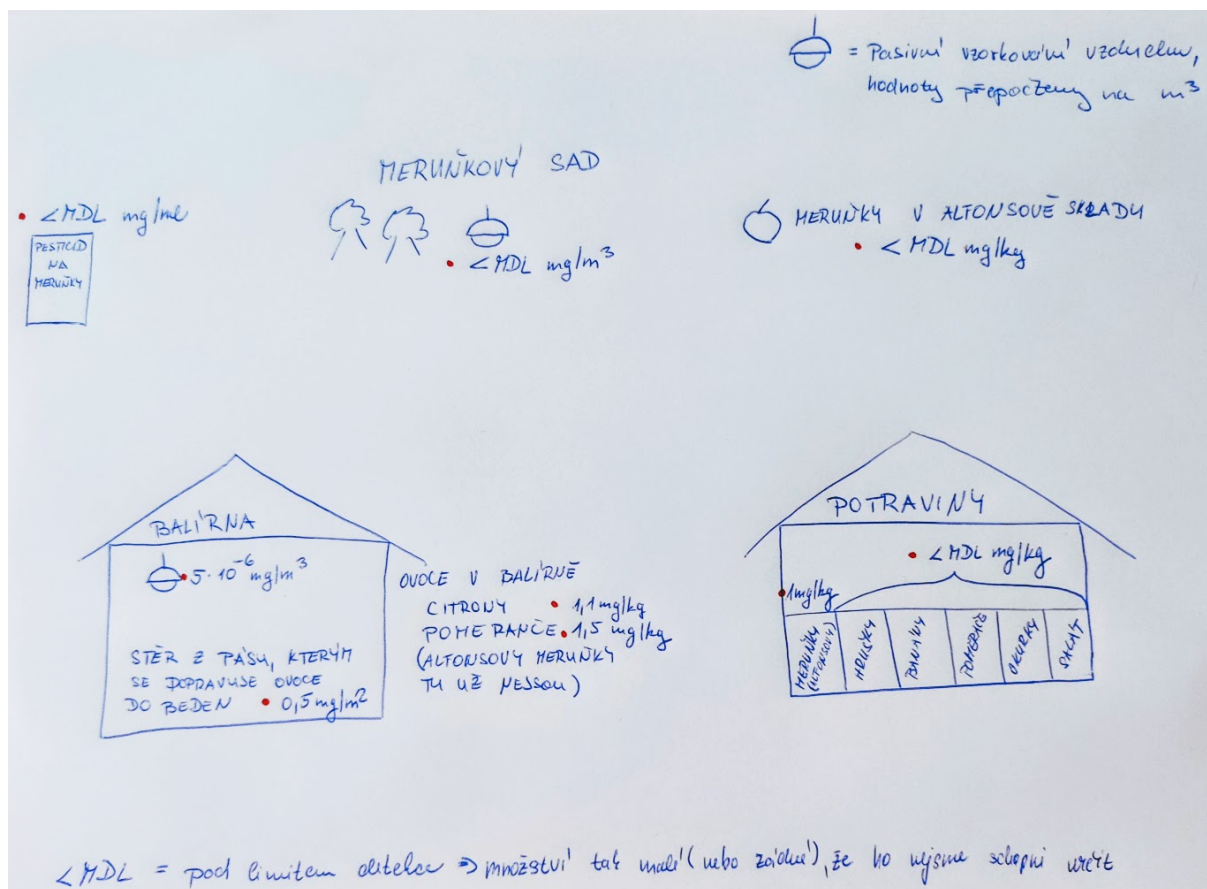 = Pasivní vzorkování vzduchu,
hodnoty přepočteny na m³
MERUŇKOVÝ SAD
• <MDL mg/ml
PESTICID
NA
MERUŇKY
• <MDL mg/m³
MERUŇKY V ALFONSOVĚ SKLADU
• <MDL mg/kg
BALÍRNA
• 5·10⁻⁶ mg/m³
STĚR Z PÁSU, KTERÝM
SE DOPRAVUJE OVOCE
DO BEDEN • 0,5 mg/m²
OVOCE V BALÍRNĚ
CITRONY • 1,1 mg/kg
POMERANČE • 1,5 mg/kg
(ALFONSOVY MERUŇKY
TU UŽ NEJSOU)
POTRAVINY
• <MDL mg/kg
• 1mg/kg
MERUŇKY
(ALFONSOVY)
HRUŠKY
BANÁNY
POMERANČE
OKURKY
SALÁT
<MDL = pod limitem detekce ⇒ množství tak malé (nebo žádné), že ho nejsme schopni určit